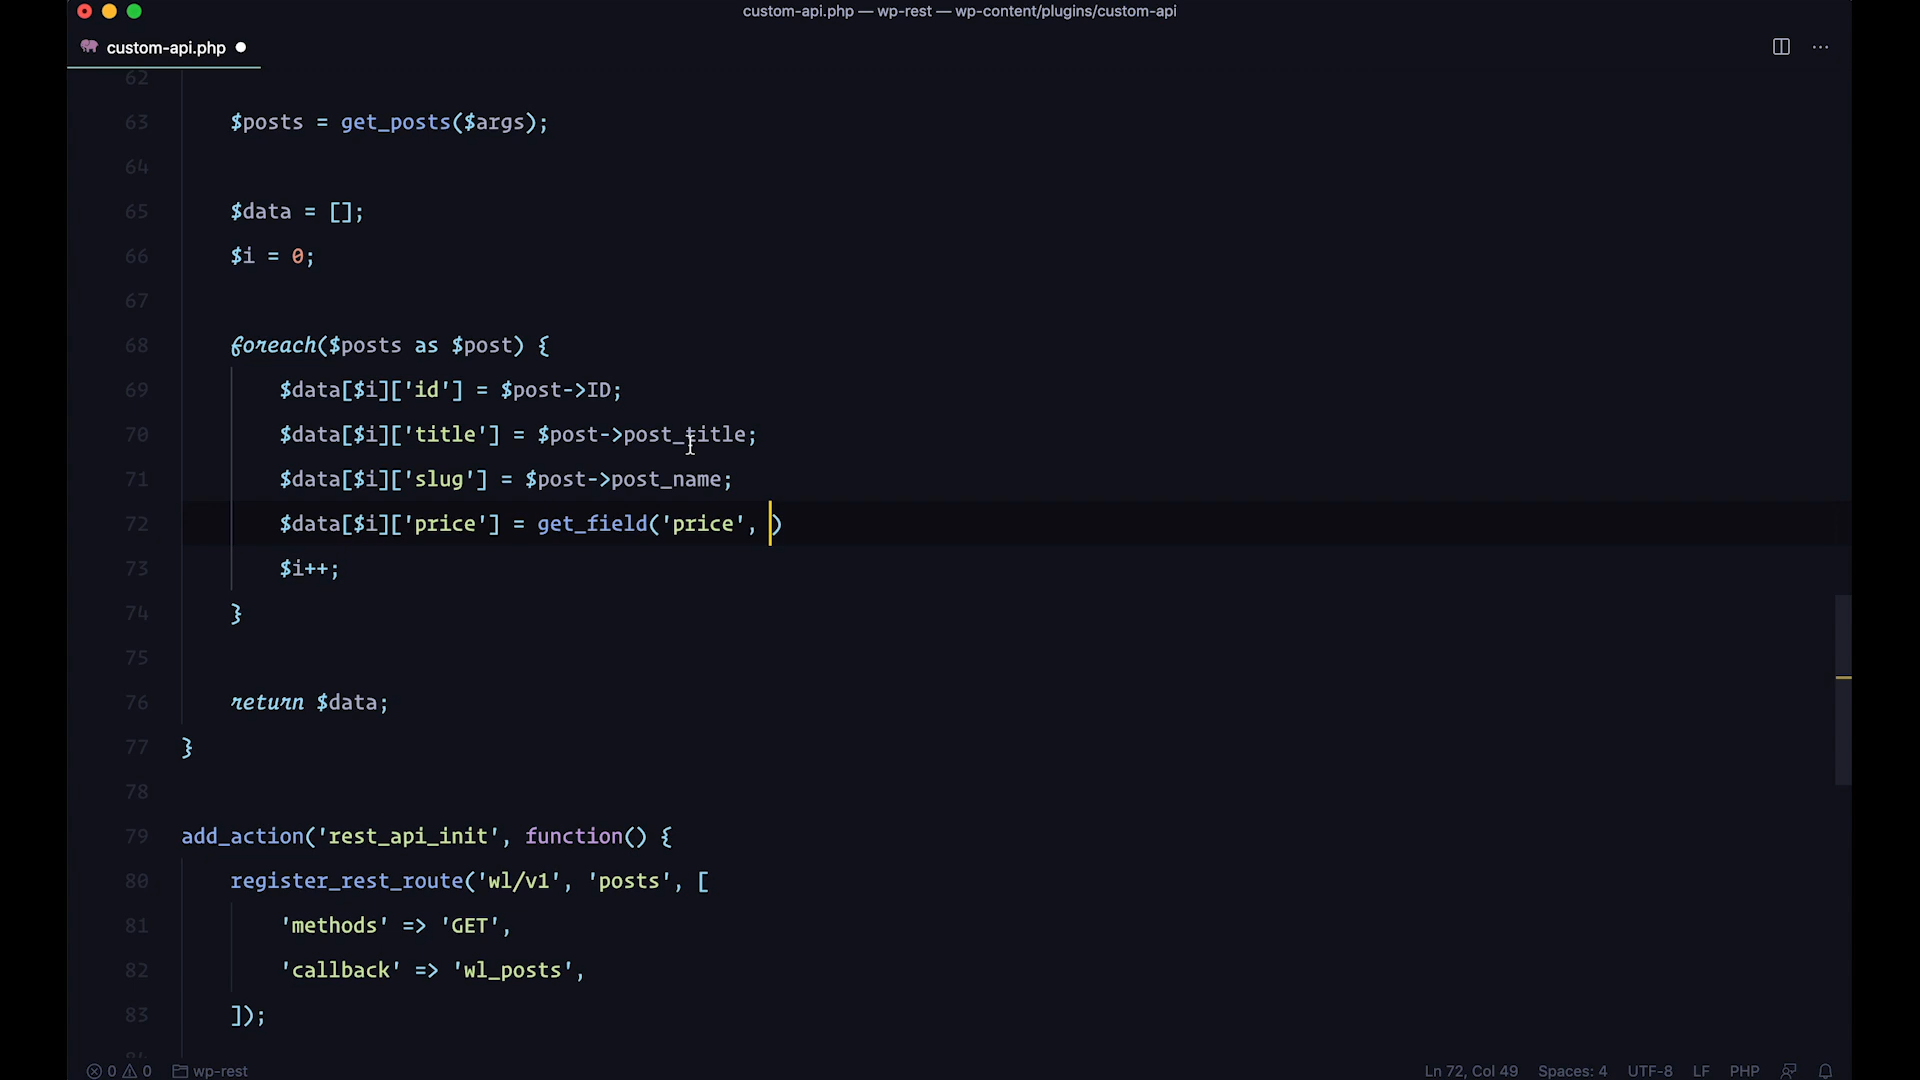 custom-api.php — wp-rest — wp-content/plugins/custom-api
custom-api.php
62
63 $posts = get_posts($args);
64
65 $data = [];
66 $i = 0;
67
68 foreach($posts as $post) {
69 $data[$i]['id'] = $post->ID;
70 $data[$i]['title'] = $post->post_title;
71 $data[$i]['slug'] = $post->post_name;
72 $data[$i]['price'] = get_field('price', )
73 $i++;
74 }
75
76 return $data;
77 }
78
79 add_action('rest_api_init', function() {
80 register_rest_route('wl/v1', 'posts', [
81 'methods' => 'GET',
82 'callback' => 'wl_posts',
83 ]);
84
0 0 wp-rest Ln 72, Col 49 Spaces: 4 UTF-8 LF PHP